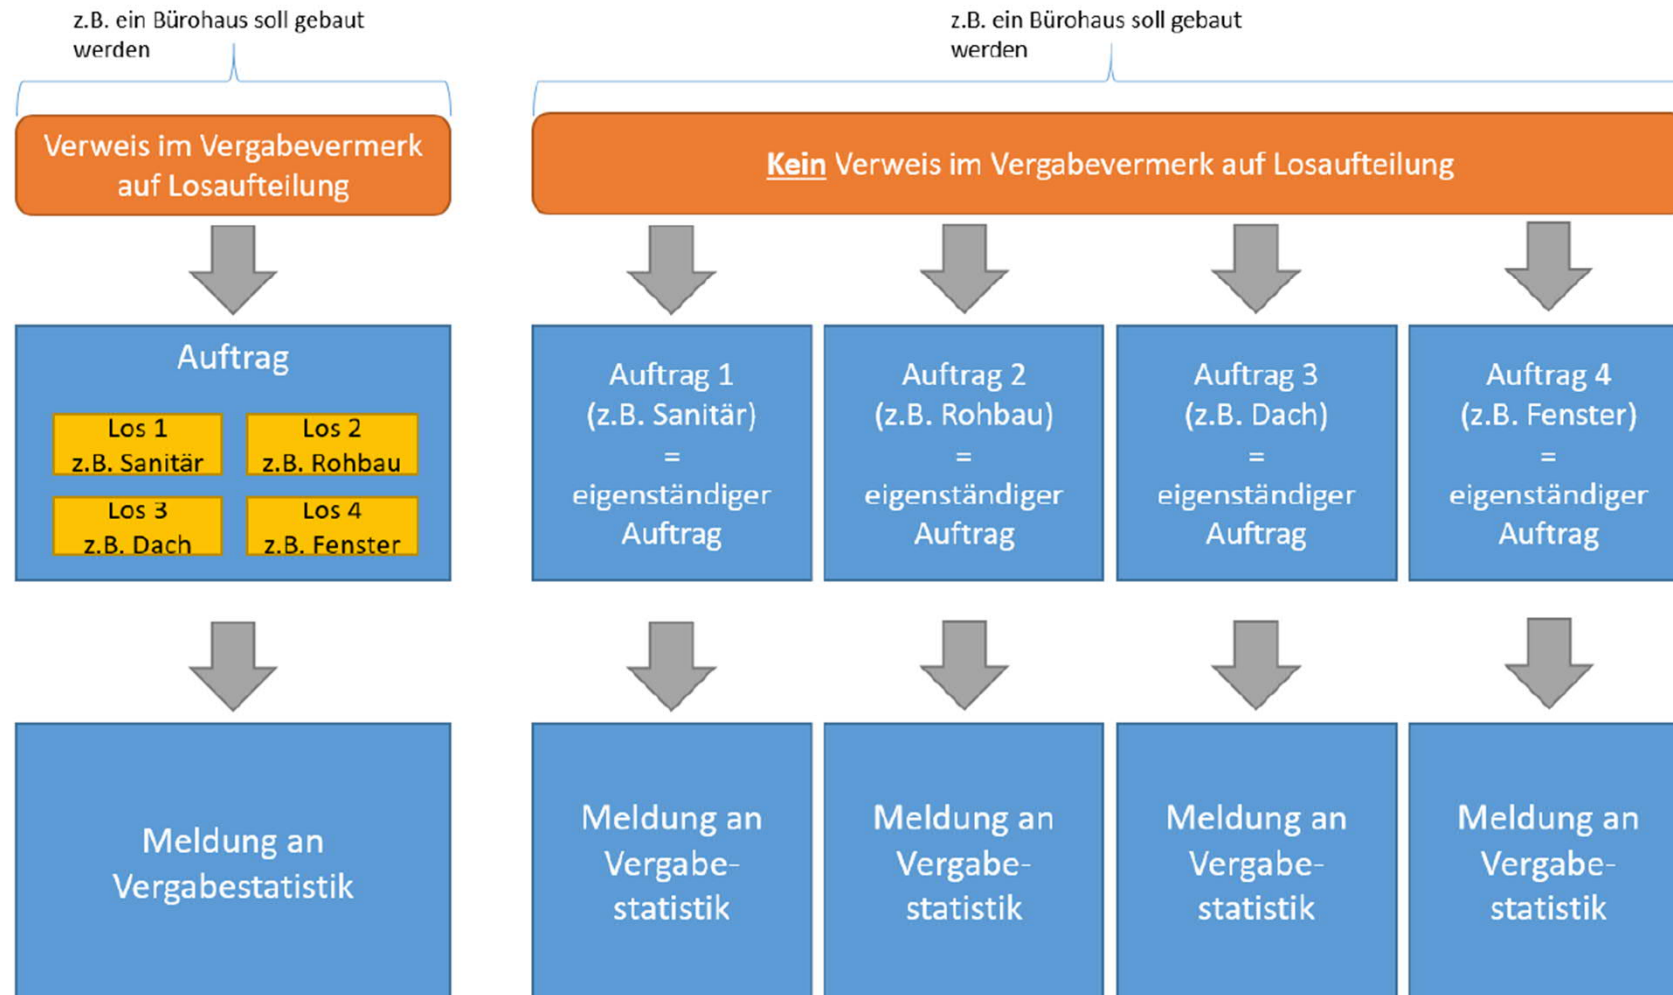 z.B. ein Bürohaus soll gebaut
werden
Verweis im Vergabevermerk
auf Losaufteilung
Auftrag
Los 1
z.B. Sanitär
Los 2
z.B. Rohbau
Los 3
z.B. Dach
Los 4
z.B. Fenster
Meldung an
Vergabestatistik
z.B. ein Bürohaus soll gebaut
werden
Kein Verweis im Vergabevermerk auf Losaufteilung
Auftrag 1
(z.B. Sanitär)
=
eigenständiger
Auftrag
Auftrag 2
(z.B. Rohbau)
=
eigenständiger
Auftrag
Auftrag 3
(z.B. Dach)
=
eigenständiger
Auftrag
Auftrag 4
(z.B. Fenster)
=
eigenständiger
Auftrag
Meldung an
Vergabe-
statistik
Meldung an
Vergabe-
statistik
Meldung an
Vergabe-
statistik
Meldung an
Vergabe-
statistik